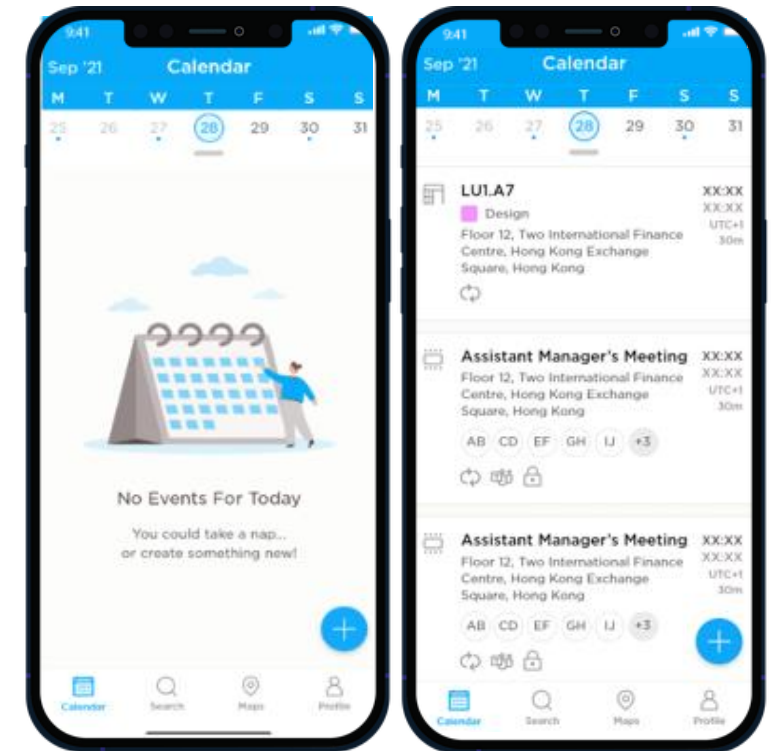 9:41
Sep '21 Calendar
M T W T F S S
25 26 27 28 29 30 31
No Events For Today
You could take a nap...
or create something new!
Calendar Search Maps Profile
9:41
Sep '21 Calendar
M T W T F S S
25 26 27 28 29 30 31
LU1.A7 XX:XX
Design XX:XX
UTC+1
Floor 12, Two International Finance
30m
Centre, Hong Kong Exchange
Square, Hong Kong
Assistant Manager's Meeting XX:XX
Floor 12, Two International Finance XX:XX
Centre, Hong Kong Exchange UTC+1
Square, Hong Kong 30m
AB CD EF GH IJ +3
Assistant Manager's Meeting XX:XX
Floor 12, Two International Finance XX:XX
Centre, Hong Kong Exchange UTC+1
Square, Hong Kong 30m
AB CD EF GH IJ +3
Calendar Search Maps Profile